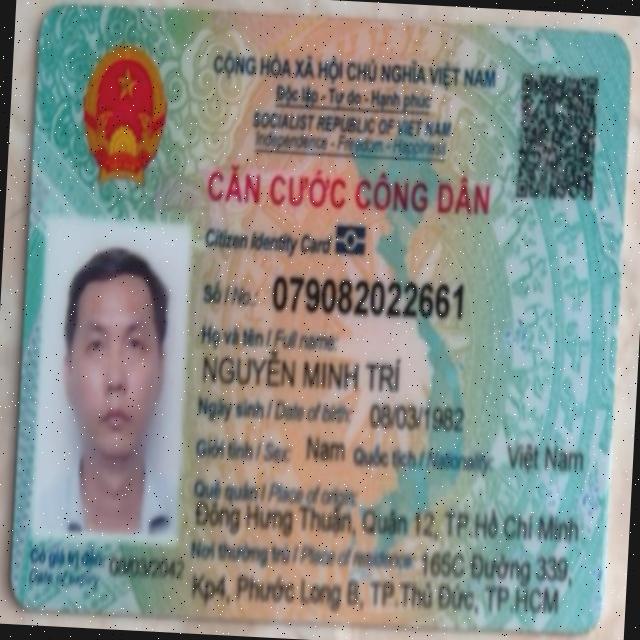 CỘNG HÒA XÃ HỘI CHỦ NGHĨA VIỆT NAM
Độc lập - Tự do - Hạnh phúc
SOCIALIST REPUBLIC OF VIET NAM
Independence - Freedom - Happiness
CĂN CƯỚC CÔNG DÂN
Citizen Identity Card
Số / No.: 079082022661
Họ và tên / Full name:
NGUYỄN MINH TRÍ
Ngày sinh / Date of birth: 08/03/1982
Giới tính / Sex: Nam Quốc tịch / Nationality: Việt Nam
Quê quán / Place of origin:
Đông Hưng Thuận, Quận 12, TP.Hồ Chí Minh
Nơi thường trú / Place of residence: 165C Đường 339,
Kp4, Phước Long B, TP.Thủ Đức, TP.HCM
Có giá trị đến: 08/03/2042
Date of expiry